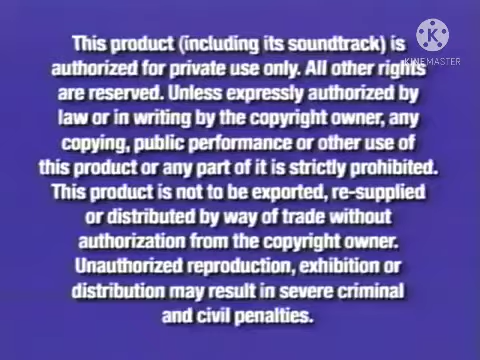 This product (including its soundtrack) is
authorized for private use only. All other rights
are reserved. Unless expressly authorized by
law or in writing by the copyright owner, any
copying, public performance or other use of
this product or any part of it is strictly prohibited.
This product is not to be exported, re-supplied
or distributed by way of trade without
authorization from the copyright owner.
Unauthorized reproduction, exhibition or
distribution may result in severe criminal
and civil penalties.
K
KINEMASTER